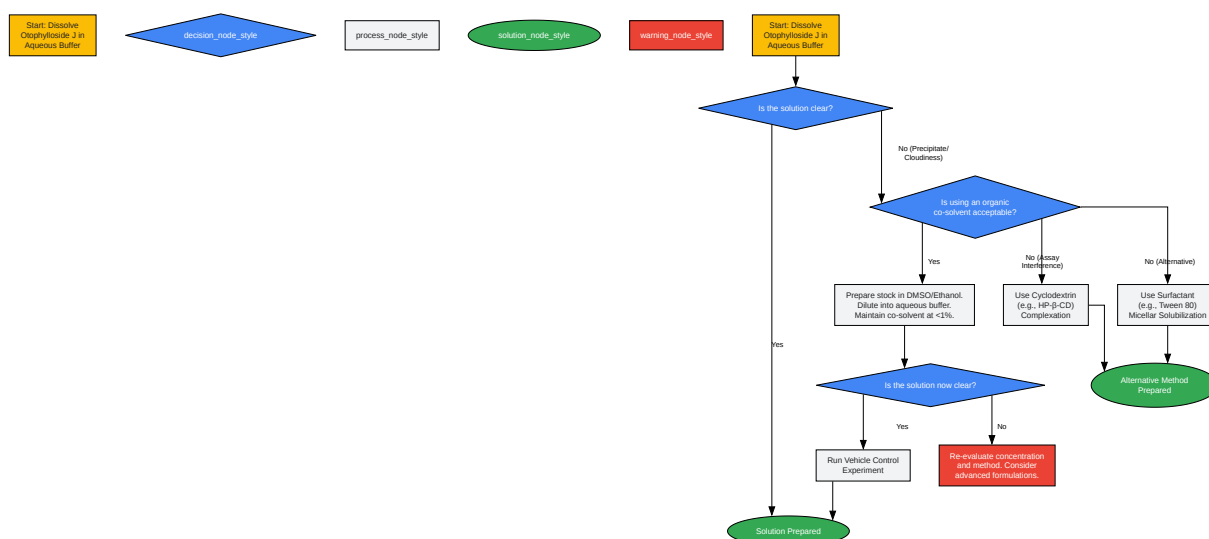 Start: Dissolve
Otophylloside J in
Aqueous Buffer
decision_node_style
process_node_style
solution_node_style
warning_node_style
Start: Dissolve
Otophylloside J in
Aqueous Buffer
Is the solution clear?
No (Precipitate/
Cloudiness)
Is using an organic
co-solvent acceptable?
Yes
No (Assay
Interference)
No (Alternative)
Prepare stock in DMSO/Ethanol.
Dilute into aqueous buffer.
Maintain co-solvent at <1%.
Use Cyclodextrin
(e.g., HP-β-CD)
Complexation
Use Surfactant
(e.g., Tween 80)
Micellar Solubilization
Yes
Is the solution now clear?
Alternative Method
Prepared
Yes
No
Run Vehicle Control
Experiment
Re-evaluate concentration
and method. Consider
advanced formulations.
Solution Prepared